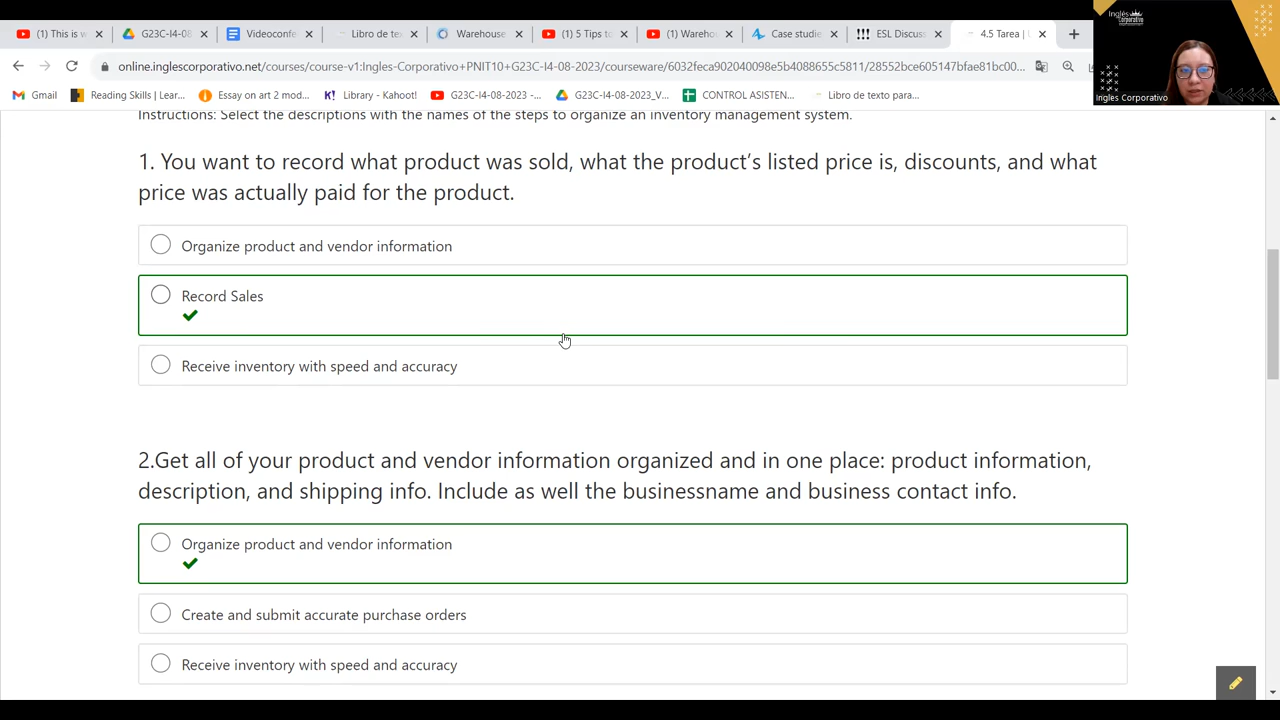 (1) This is w
G23C-I4-08
Videoconfe
Libro de te
Warehouse
(1) 5 Tips to
(1) Wareho
Case studie
ESL Discuss
4.5 Tarea |
online.inglescorporativo.net/courses/course-v1:Ingles-Corporativo+PNIT10+G23C-I4-08-2023/courseware/6032feca902040098e5b4088655c5811/28552bce605147bfae81bc00...
Gmail
Reading Skills | Lear...
Essay on art 2 mod...
Library - Kah
G23C-I4-08-2023 -...
G23C-I4-08-2023_V...
CONTROL ASISTEN...
Libro de texto para...
Inglés
Corporativo
Ingles Corporativo
Instructions: Select the descriptions with the names of the steps to organize an inventory management system.
1. You want to record what product was sold, what the product’s listed price is, discounts, and what
price was actually paid for the product.
Organize product and vendor information
Record Sales
Receive inventory with speed and accuracy
2.Get all of your product and vendor information organized and in one place: product information,
description, and shipping info. Include as well the businessname and business contact info.
Organize product and vendor information
Create and submit accurate purchase orders
Receive inventory with speed and accuracy